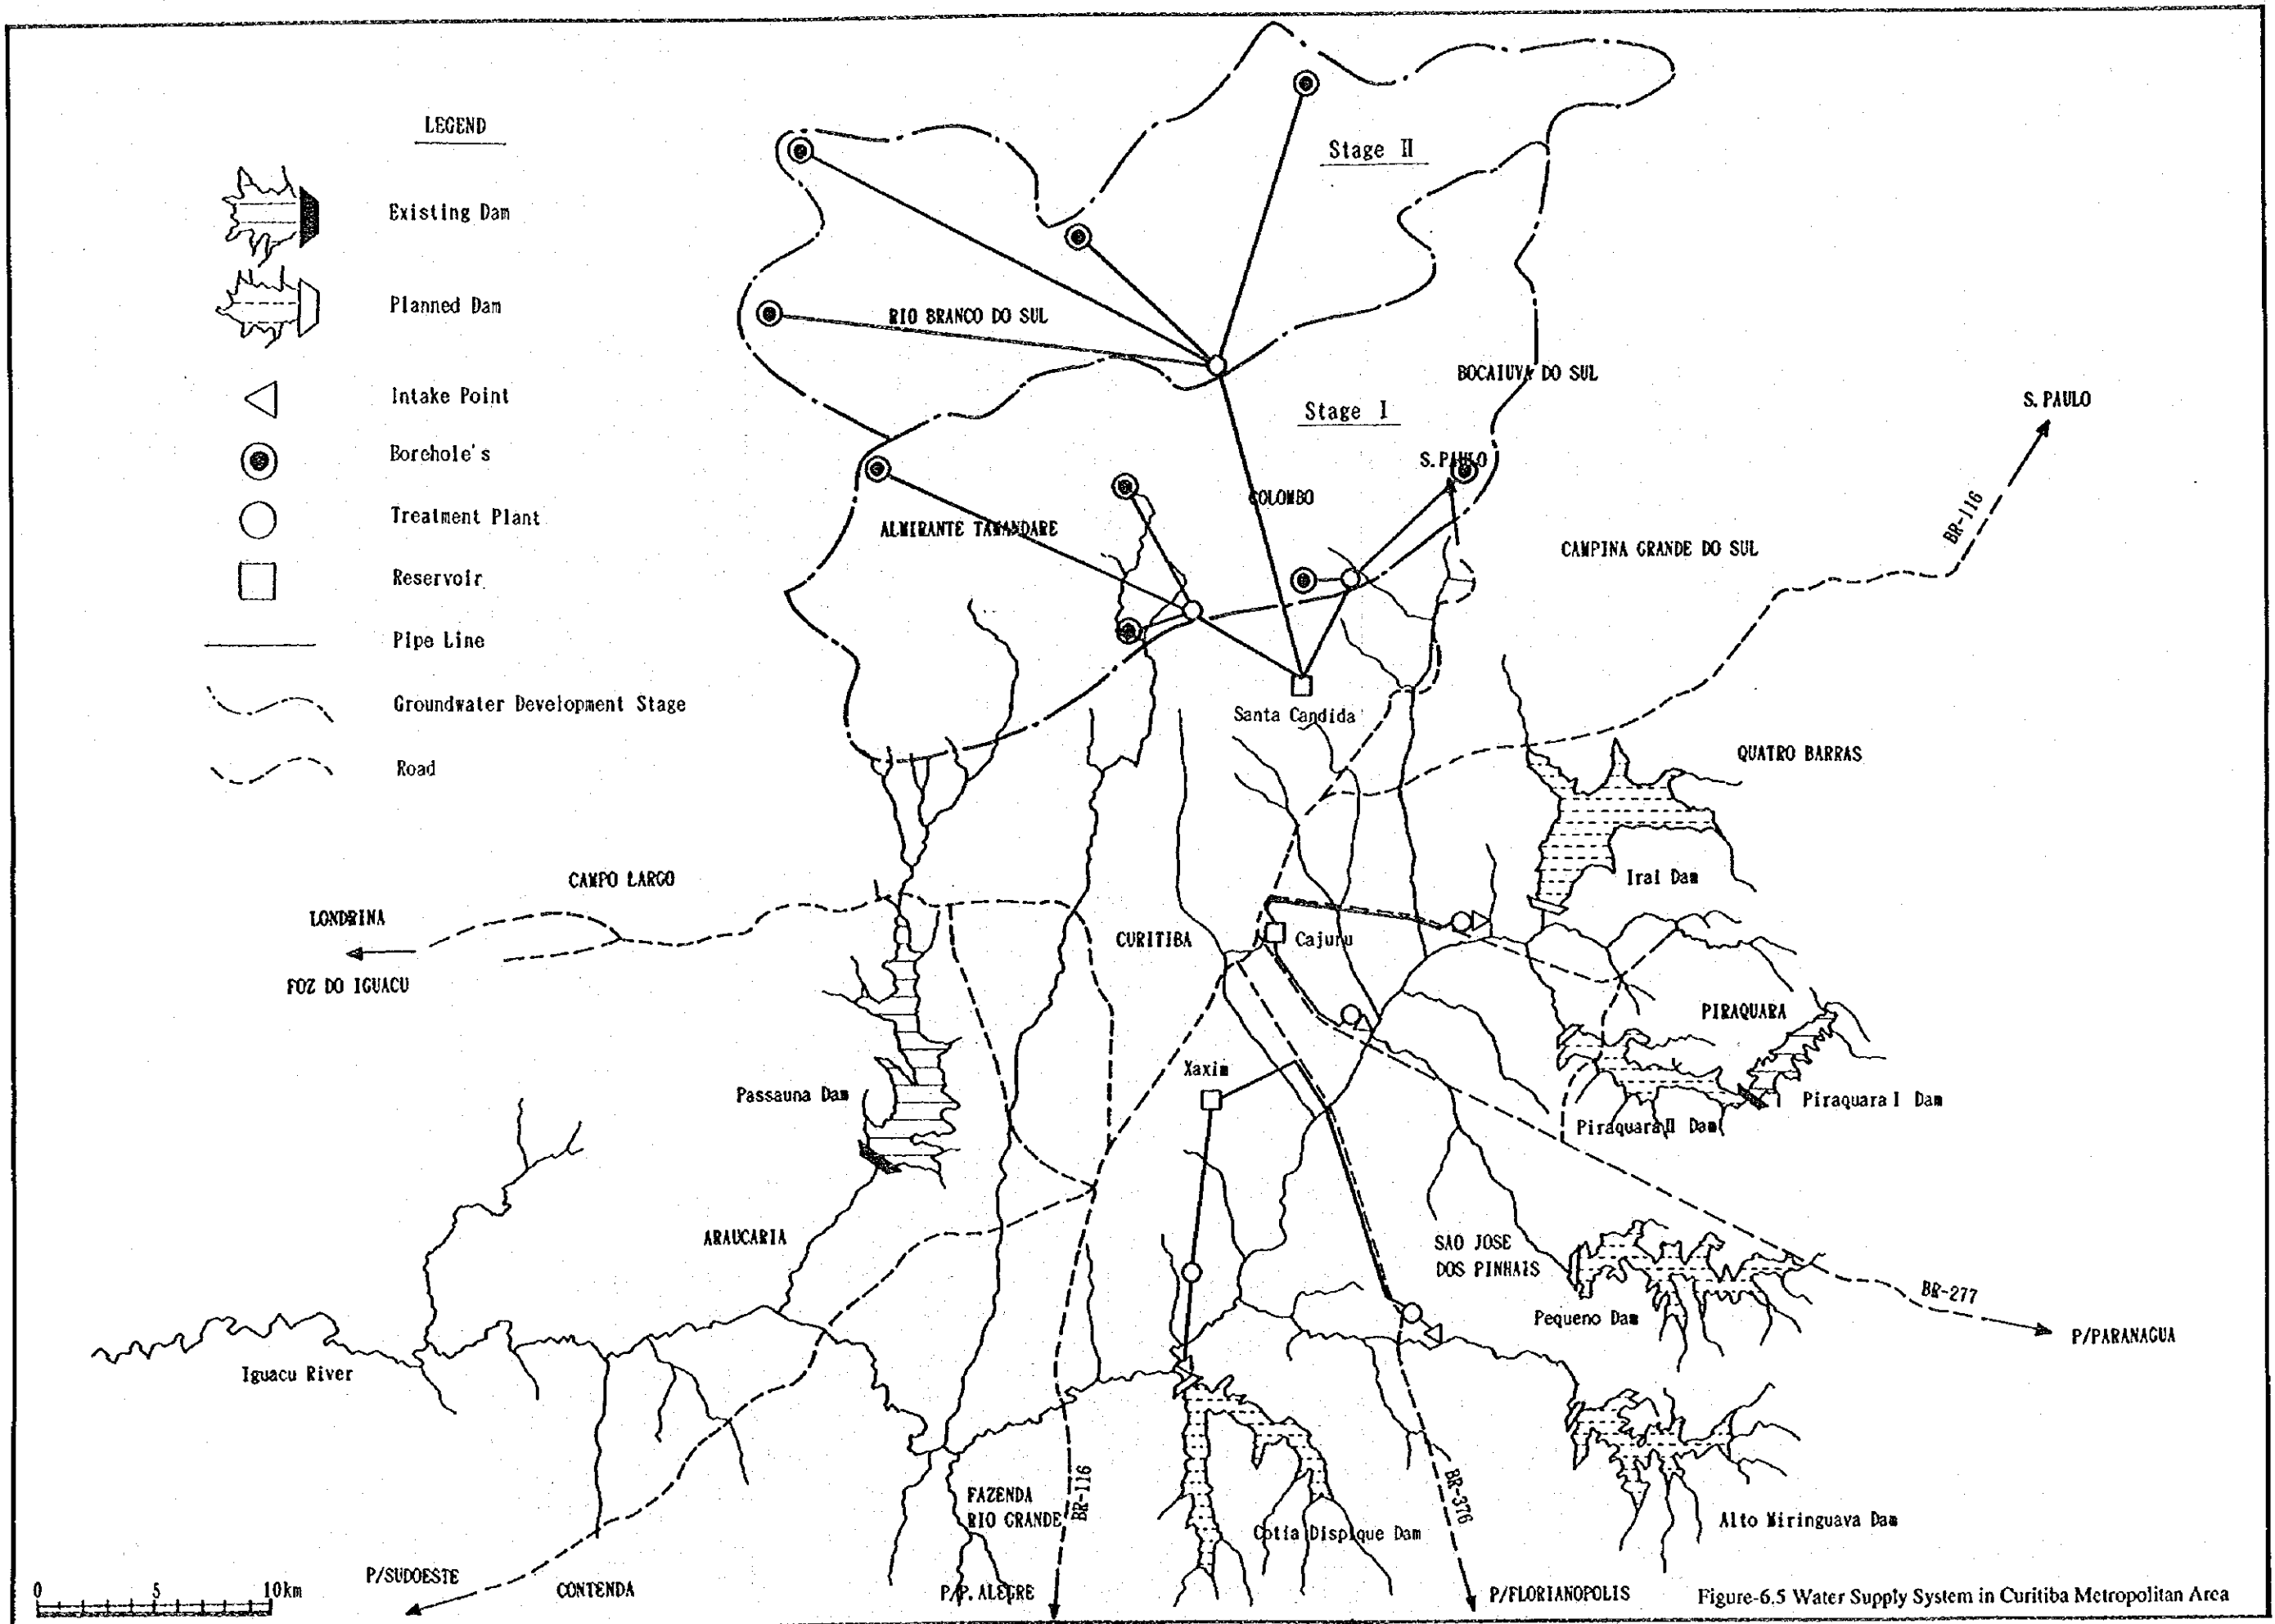 LEGEND
Existing Dam
Planned Dam
Intake Point
Borehole's
Treatment Plant
Reservoir
Pipe Line
Groundwater Development Stage
Road
Stage II
RIO BRANCO DO SUL
BOCAIUVA DO SUL
Stage I
S. PAULO
S. PAULO
COLOMBO
ALMIRANTE TAMANDARE
CAMPINA GRANDE DO SUL
BR-116
Santa Candida
QUATRO BARRAS
Irai Dam
CAMPO LARGO
LONDRINA
FOZ DO IGUACU
CURITIBA
Cajuru
PIRAQUARA
Xaxim
Passauna Dam
Piraquara I Dam
Piraquara II Dam
ARAUCARIA
SAO JOSE
DOS PINHAIS
Pequeno Dam
BR-277
P/PARANAGUA
Iguacu River
FAZENDA
RIO GRANDE
BR-116
BR-376
Cotia Dispique Dam
Alto Miringuava Dam
0 5 10km
P/SUDOESTE
CONTENDA
P/P. ALEGRE
P/FLORIANOPOLIS
Figure-6.5 Water Supply System in Curitiba Metropolitan Area